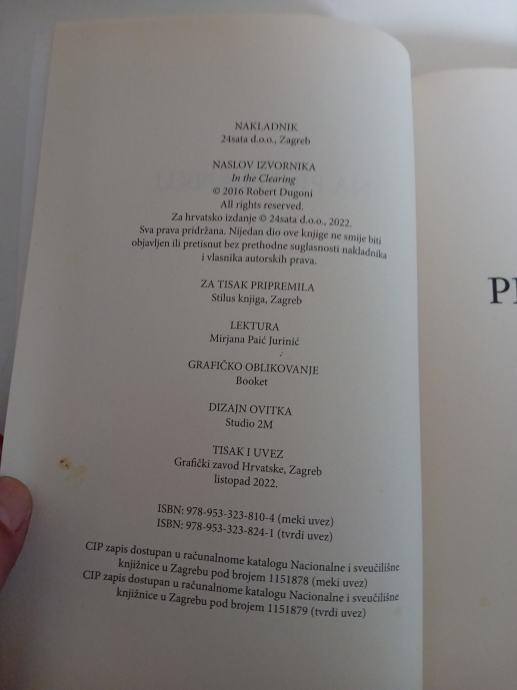 NAKLADNIK
24sata d.o.o., Zagreb
NASLOV IZVORNIKA
In the Clearing
© 2016 Robert Dugoni
All rights reserved.
Za hrvatsko izdanje © 24sata d.o.o., 2022.
Sva prava pridržana. Nijedan dio ove knjige ne smije biti
objavljen ili pretisnut bez prethodne suglasnosti nakladnika
i vlasnika autorskih prava.
ZA TISAK PRIPREMILA
Stilus knjiga, Zagreb
LEKTURA
Mirjana Paić Jurinić
GRAFIČKO OBLIKOVANJE
Booket
DIZAJN OVITKA
Studio 2M
TISAK I UVEZ
Grafički zavod Hrvatske, Zagreb
listopad 2022.
ISBN: 978-953-323-810-4 (meki uvez)
ISBN: 978-953-323-824-1 (tvrdi uvez)
CIP zapis dostupan u računalnome katalogu Nacionalne i sveučilišne
knjižnice u Zagrebu pod brojem 1151878 (meki uvez)
CIP zapis dostupan u računalnome katalogu Nacionalne i sveučilišne
knjižnice u Zagrebu pod brojem 1151879 (tvrdi uvez)